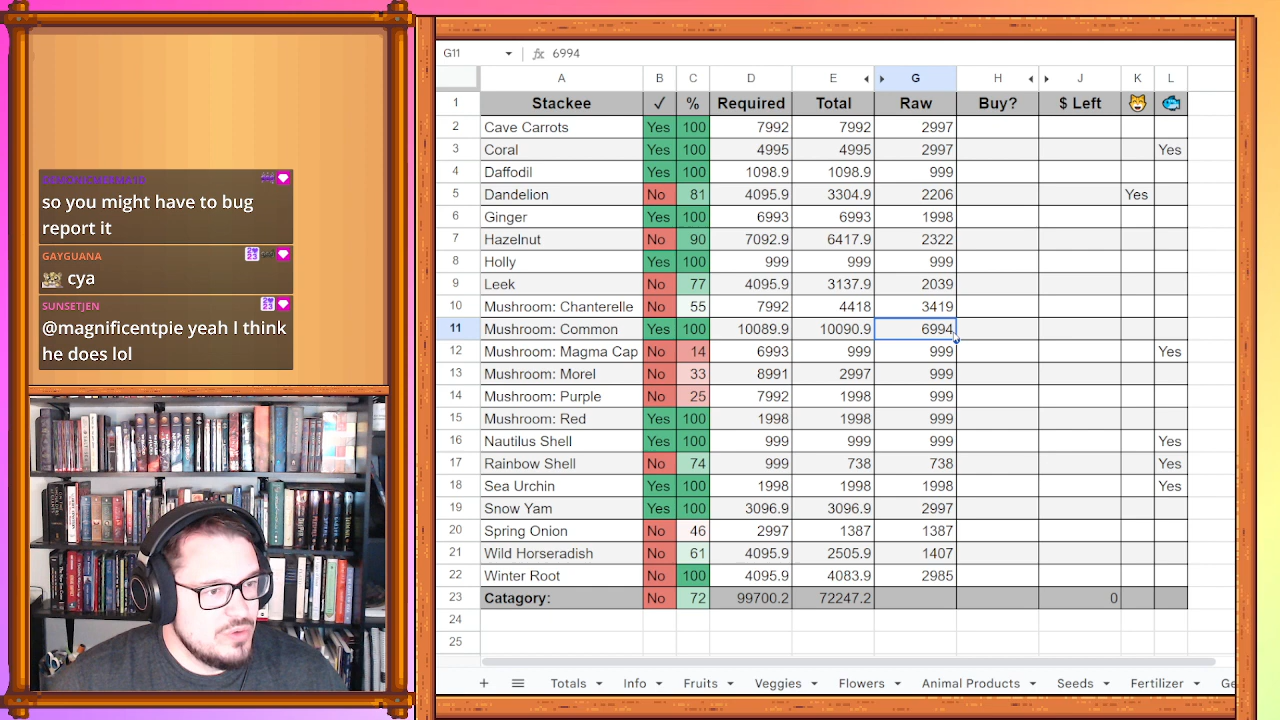 so you might have to bug
report it
GAYGUANA
cya
SUNSETJEN
@magnificentpie yeah I think
he does lol
G11 fx 6994
A B C D E G H J K L
1 Stackee ✓ % Required Total Raw Buy? $ Left
2 Cave Carrots Yes 100 7992 7992 2997
3 Coral Yes 100 4995 4995 2997 Yes
4 Daffodil Yes 100 1098.9 1098.9 999
5 Dandelion No 81 4095.9 3304.9 2206 Yes
6 Ginger Yes 100 6993 6993 1998
7 Hazelnut No 90 7092.9 6417.9 2322
8 Holly Yes 100 999 999 999
9 Leek No 77 4095.9 3137.9 2039
10 Mushroom: Chanterelle No 55 7992 4418 3419
11 Mushroom: Common Yes 100 10089.9 10090.9 6994
12 Mushroom: Magma Cap No 14 6993 999 999 Yes
13 Mushroom: Morel No 33 8991 2997 999
14 Mushroom: Purple No 25 7992 1998 999
15 Mushroom: Red Yes 100 1998 1998 999
16 Nautilus Shell Yes 100 999 999 999 Yes
17 Rainbow Shell No 74 999 738 738 Yes
18 Sea Urchin Yes 100 1998 1998 1998 Yes
19 Snow Yam Yes 100 3096.9 3096.9 2997
20 Spring Onion No 46 2997 1387 1387
21 Wild Horseradish No 61 4095.9 2505.9 1407
22 Winter Root No 100 4095.9 4083.9 2985
23 Catagory: No 72 99700.2 72247.2 0
24
25
+ Totals Info Fruits Veggies Flowers Animal Products Seeds Fertilizer Ge